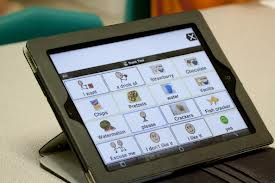 I want a drink of Strawberry Chocolate
Chips Pretzels water Vanilla
Watermelon please Crackers Fish cracker
Excuse me I don't like it I like it yes